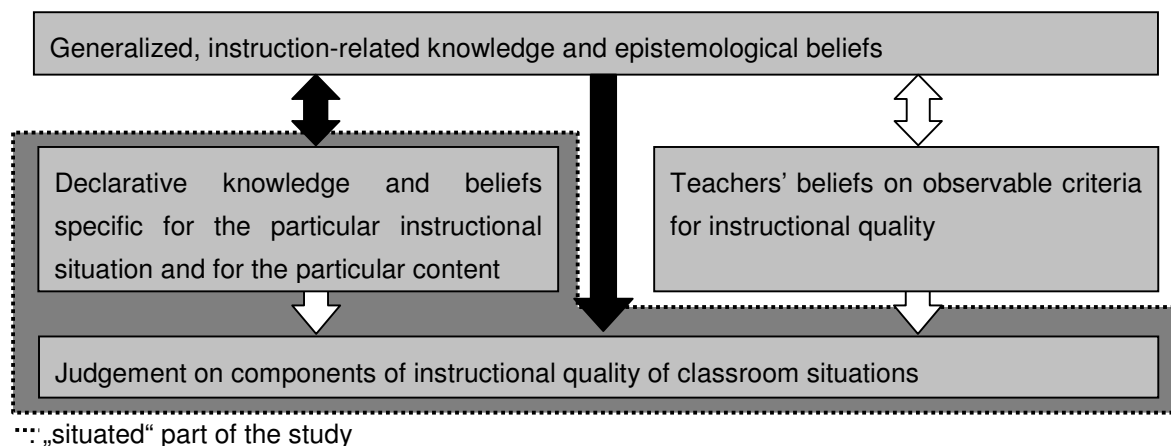 Generalized, instruction-related knowledge and epistemological beliefs
Declarative knowledge and beliefs
specific for the particular instructional
situation and for the particular content
Teachers’ beliefs on observable criteria
for instructional quality
Judgement on components of instructional quality of classroom situations
: „situated“ part of the study